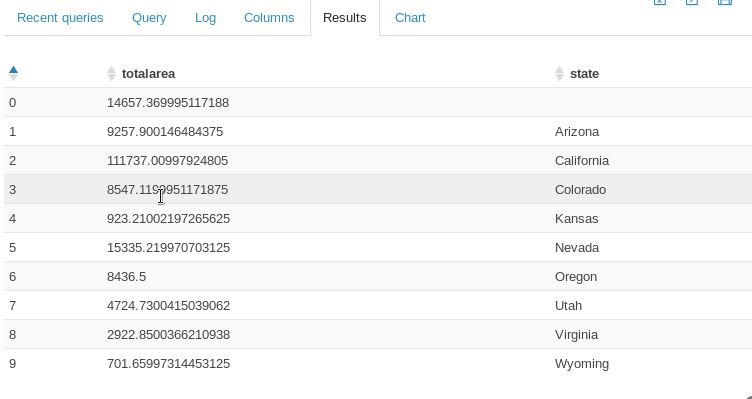 Recent queries Query Log Columns Results Chart
totalarea state
0 14657.369995117188
1 9257.900146484375 Arizona
2 111737.00997924805 California
3 8547.1199951171875 Colorado
4 923.21002197265625 Kansas
5 15335.219970703125 Nevada
6 8436.5 Oregon
7 4724.7300415039062 Utah
8 2922.8500366210938 Virginia
9 701.65997314453125 Wyoming